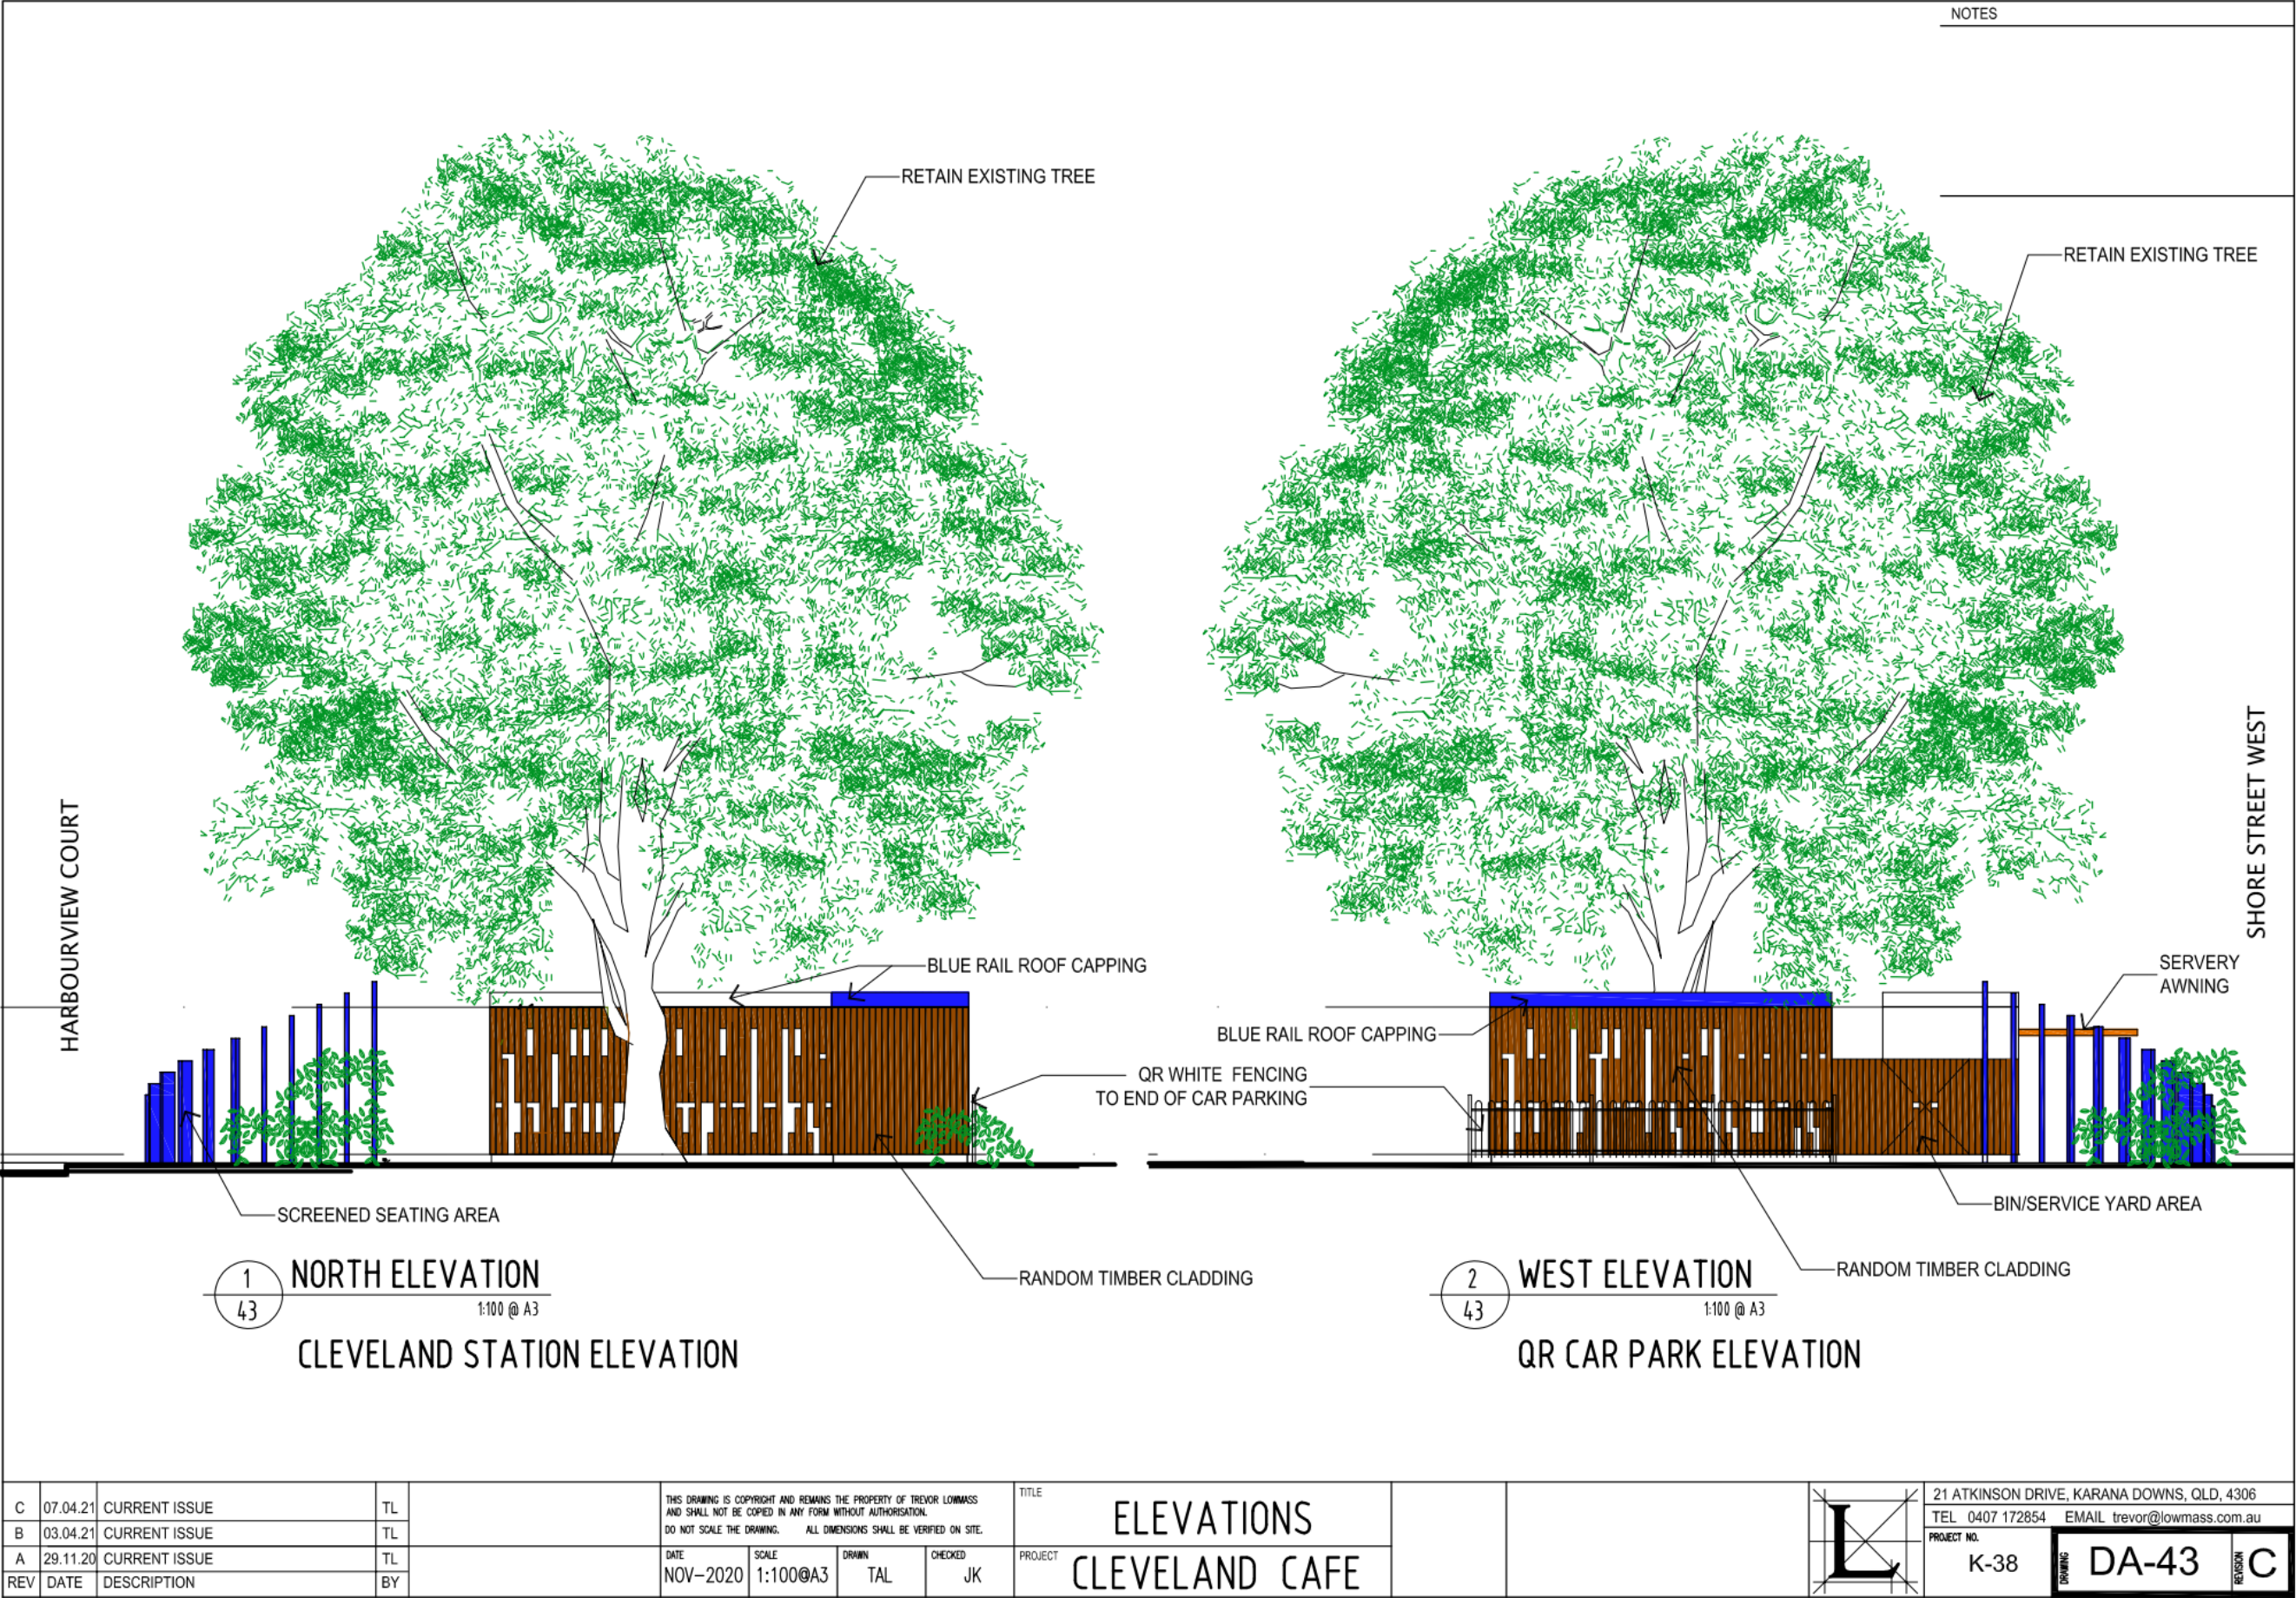 NOTES
RETAIN EXISTING TREE
RETAIN EXISTING TREE
HARBOURVIEW COURT
SHORE STREET WEST
BLUE RAIL ROOF CAPPING
SERVERY
AWNING
BLUE RAIL ROOF CAPPING
QR WHITE FENCING
TO END OF CAR PARKING
SCREENED SEATING AREA
BIN/SERVICE YARD AREA
RANDOM TIMBER CLADDING
RANDOM TIMBER CLADDING
1
43
NORTH ELEVATION
1:100 @ A3
CLEVELAND STATION ELEVATION
2
43
WEST ELEVATION
1:100 @ A3
QR CAR PARK ELEVATION
C 07.04.21 CURRENT ISSUE TL
B 03.04.21 CURRENT ISSUE TL
A 29.11.20 CURRENT ISSUE TL
REV DATE DESCRIPTION BY
THIS DRAWING IS COPYRIGHT AND REMAINS THE PROPERTY OF TREVOR LOWMASS
AND SHALL NOT BE COPIED IN ANY FORM WITHOUT AUTHORISATION.
DO NOT SCALE THE DRAWING. ALL DIMENSIONS SHALL BE VERIFIED ON SITE.
DATE SCALE DRAWN CHECKED
NOV-2020 1:100@A3 TAL JK
TITLE
ELEVATIONS
PROJECT
CLEVELAND CAFE
L
21 ATKINSON DRIVE, KARANA DOWNS, QLD, 4306
TEL 0407 172854 EMAIL trevor@lowmass.com.au
PROJECT NO.
K-38
DRAWING
DA-43
REVISION
C